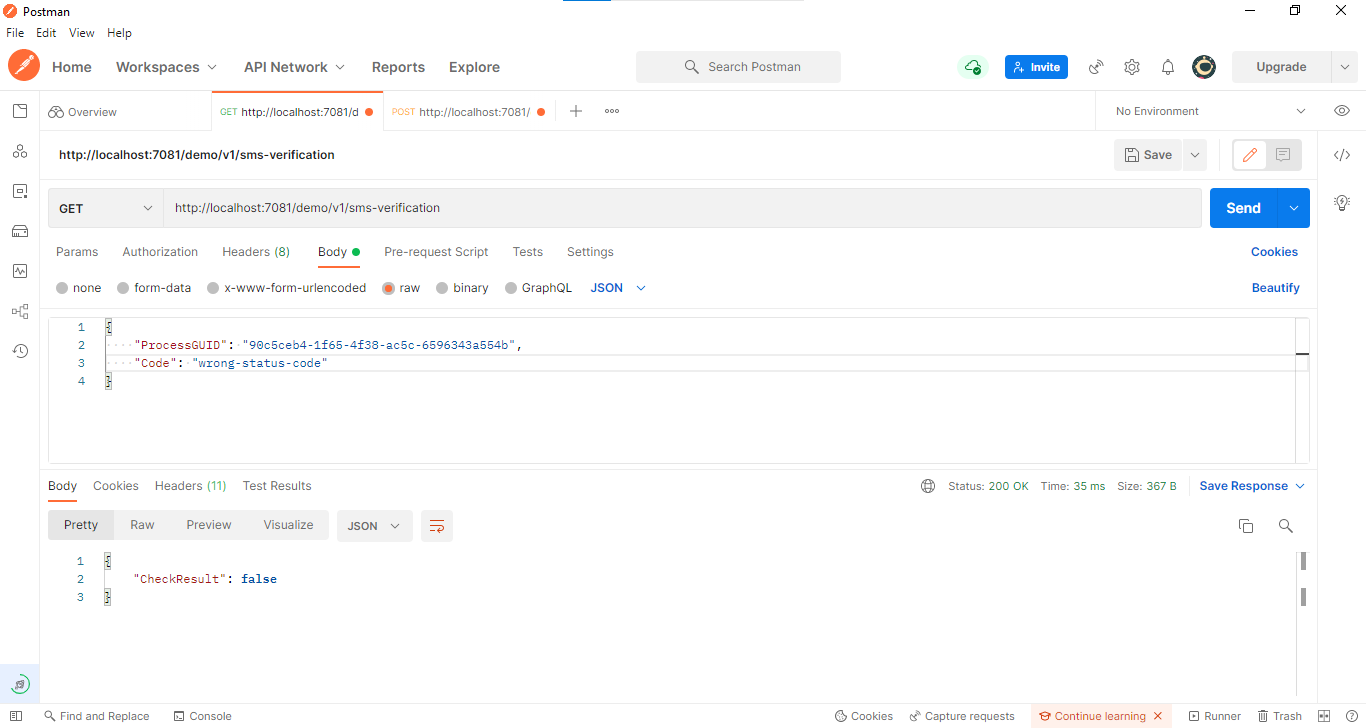 Postman
File Edit View Help
Home Workspaces API Network Reports Explore Search Postman Invite Upgrade
Overview GET http://localhost:7081/d POST http://localhost:7081/ No Environment
http://localhost:7081/demo/v1/sms-verification Save
GET http://localhost:7081/demo/v1/sms-verification Send
Params Authorization Headers (8) Body Pre-request Script Tests Settings Cookies
none form-data x-www-form-urlencoded raw binary GraphQL JSON Beautify
1 {
2 "ProcessGUID": "90c5ceb4-1f65-4f38-ac5c-6596343a554b",
3 "Code": "wrong-status-code"
4 }
Body Cookies Headers (11) Test Results Status: 200 OK Time: 35 ms Size: 367 B Save Response
Pretty Raw Preview Visualize JSON
1 {
2 "CheckResult": false
3 }
Find and Replace Console Cookies Capture requests Continue learning Runner Trash